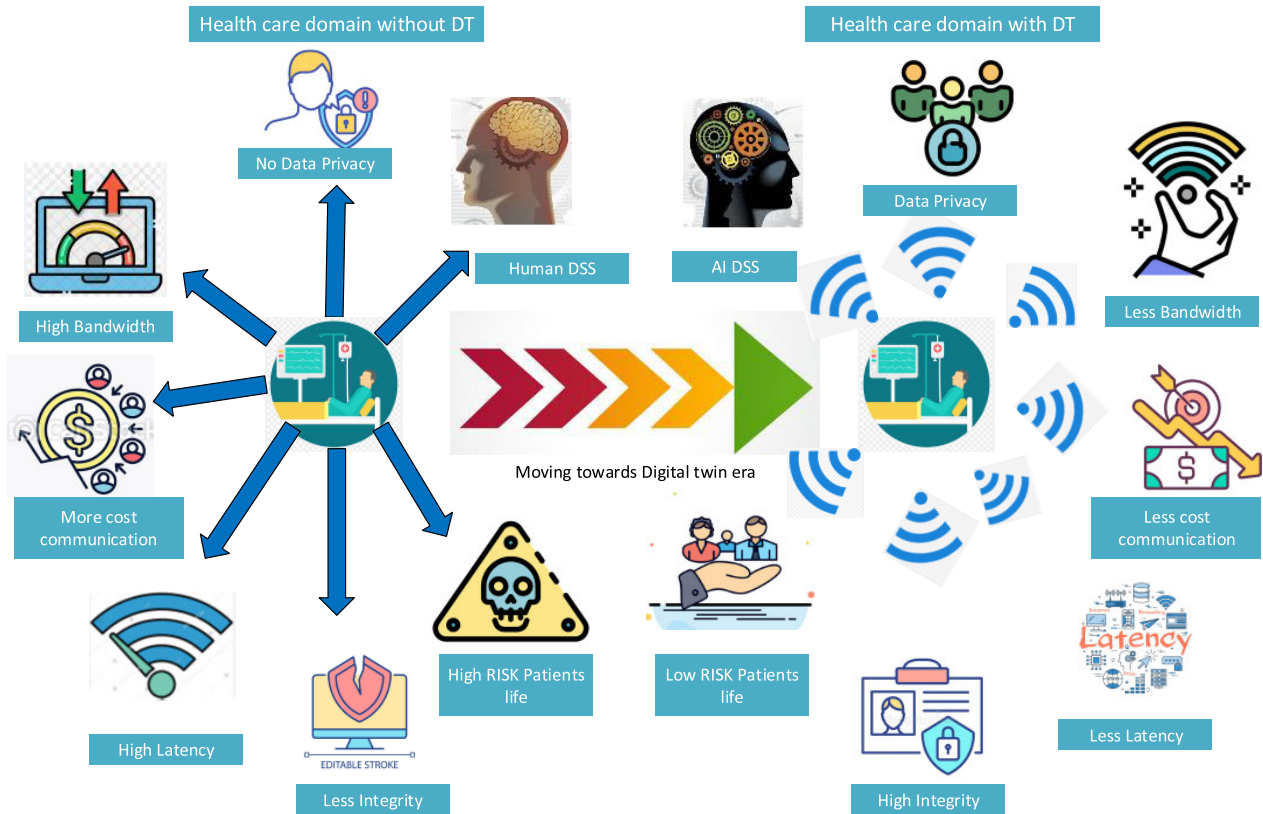 Health care domain without DT
Health care domain with DT
No Data Privacy
Data Privacy
Human DSS
AI DSS
High Bandwidth
Less Bandwidth
Moving towards Digital twin era
More cost
communication
Less cost
communication
Latency
High RISK Patients
life
Low RISK Patients
life
High Latency
Less Latency
EDITABLE STROKE
Less Integrity
High Integrity